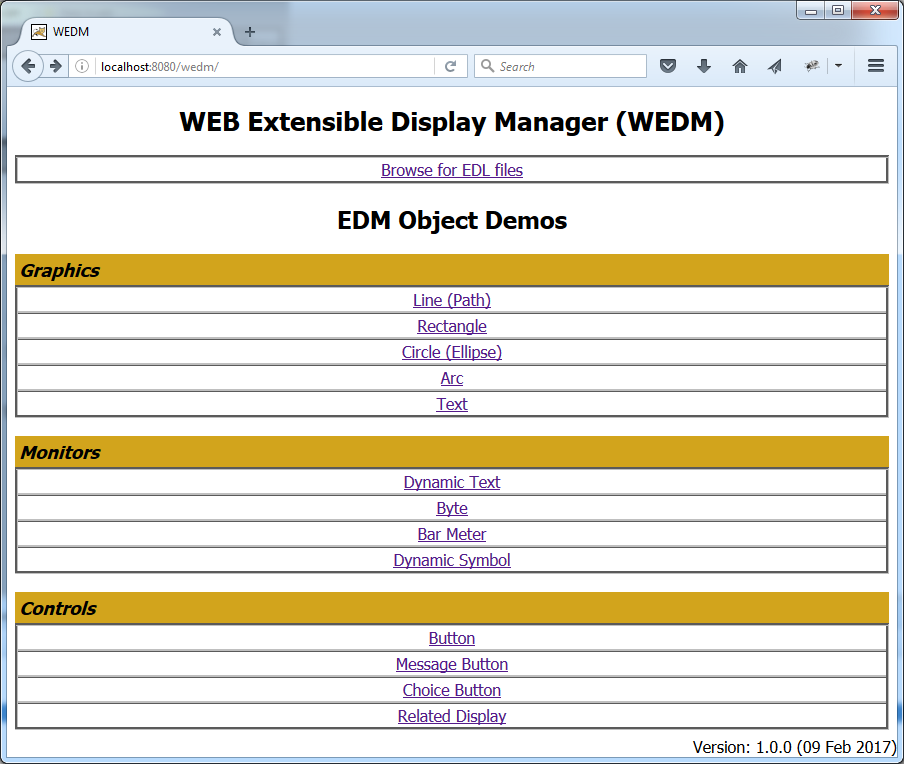 WEDM
localhost:8080/wedm/
Search
WEB Extensible Display Manager (WEDM)
Browse for EDL files
EDM Object Demos
Graphics
Line (Path)
Rectangle
Circle (Ellipse)
Arc
Text
Monitors
Dynamic Text
Byte
Bar Meter
Dynamic Symbol
Controls
Button
Message Button
Choice Button
Related Display
Version: 1.0.0 (09 Feb 2017)